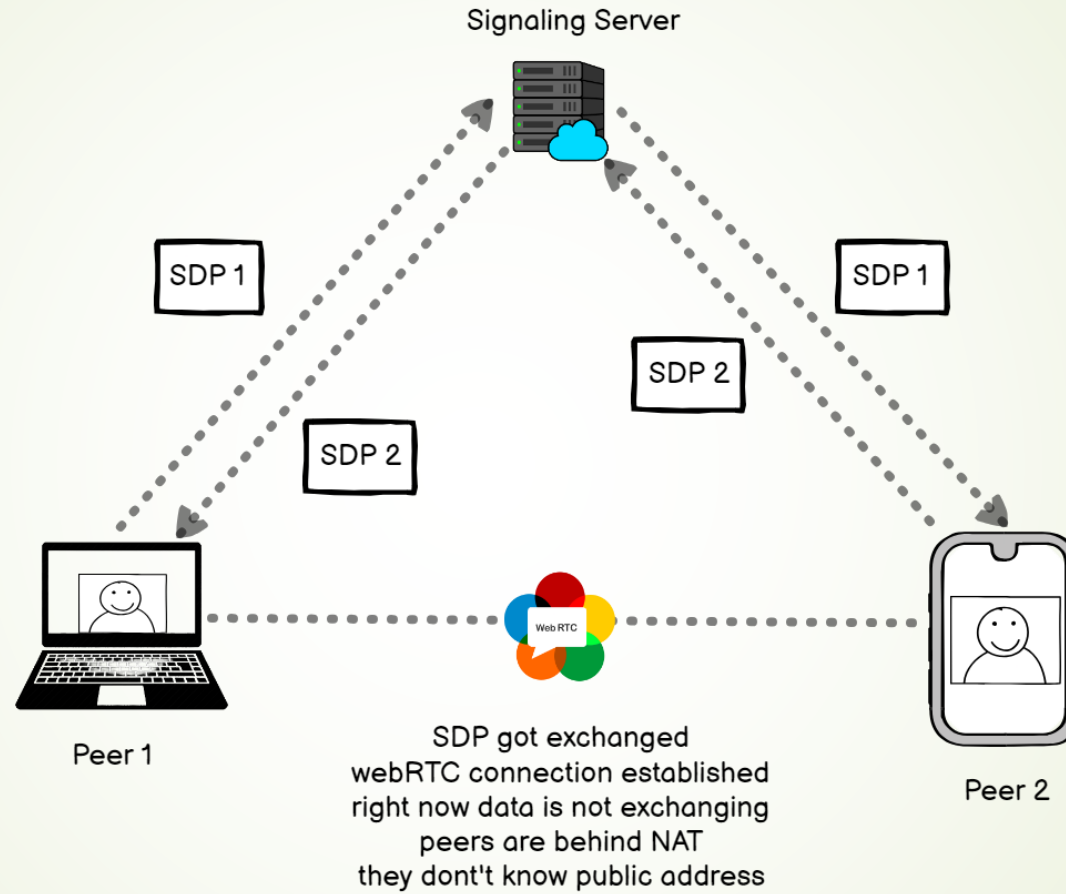 Signaling Server
SDP 1
SDP 1
SDP 2
SDP 2
Web RTC
Peer 1
SDP got exchanged
webRTC connection established
right now data is not exchanging
peers are behind NAT
they dont't know public address
Peer 2